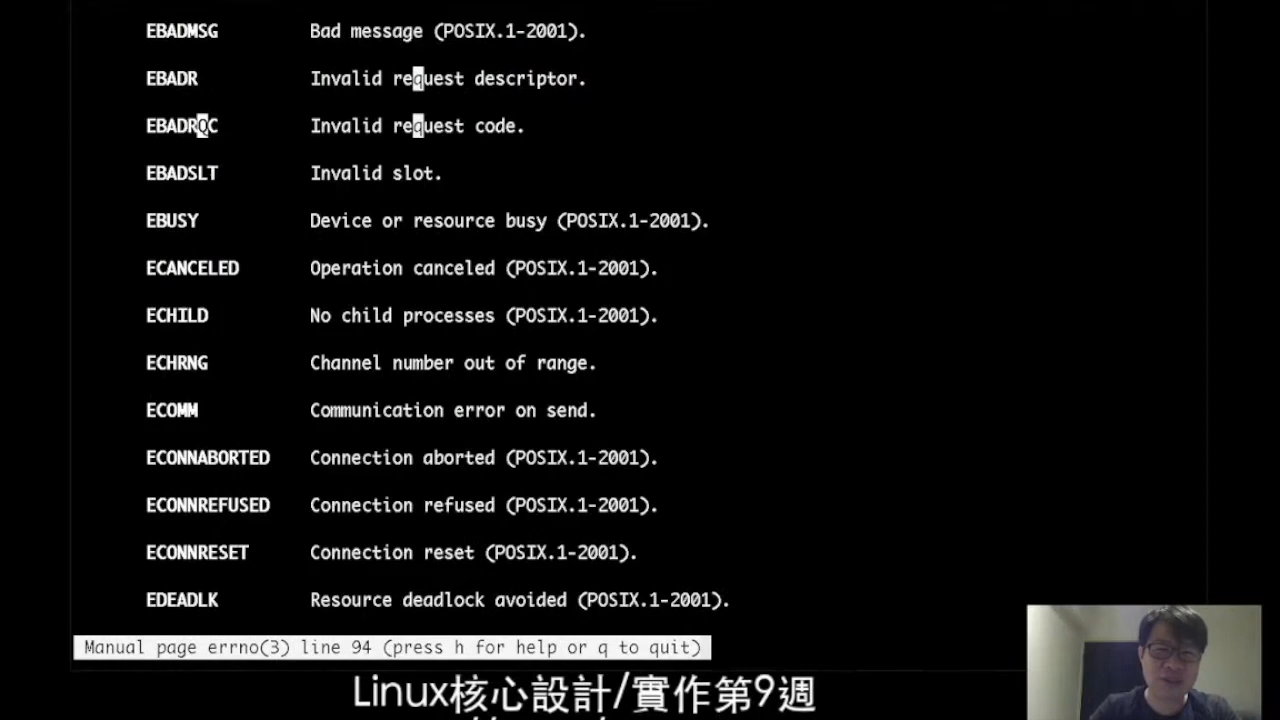 EBADMSG Bad message (POSIX.1-2001).
EBADR Invalid request descriptor.
EBADRQC Invalid request code.
EBADSLT Invalid slot.
EBUSY Device or resource busy (POSIX.1-2001).
ECANCELED Operation canceled (POSIX.1-2001).
ECHILD No child processes (POSIX.1-2001).
ECHRNG Channel number out of range.
ECOMM Communication error on send.
ECONNABORTED Connection aborted (POSIX.1-2001).
ECONNREFUSED Connection refused (POSIX.1-2001).
ECONNRESET Connection reset (POSIX.1-2001).
EDEADLK Resource deadlock avoided (POSIX.1-2001).
Manual page errno(3) line 94 (press h for help or q to quit)
Linux核心設計/實作第9週